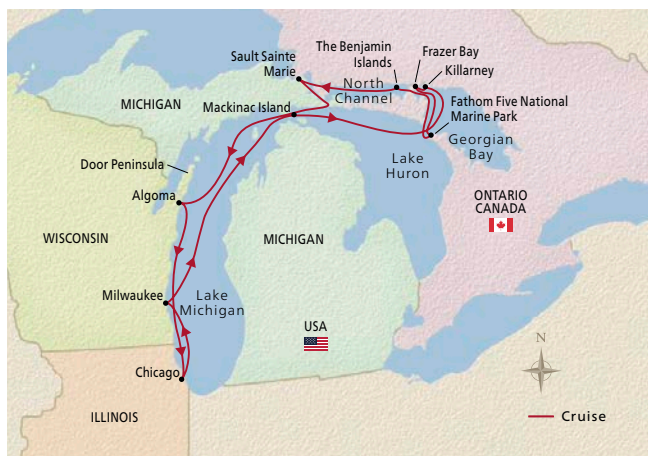 Sault Sainte
Marie
The Benjamin
Islands
Frazer Bay
Killarney
North
Channel
MICHIGAN
Mackinac Island
Fathom Five National
Marine Park
Georgian
Bay
Door Peninsula
Lake
Huron
Algoma
ONTARIO
CANADA
WISCONSIN
MICHIGAN
Milwaukee
Lake
Michigan
USA
N
Chicago
ILLINOIS
Cruise